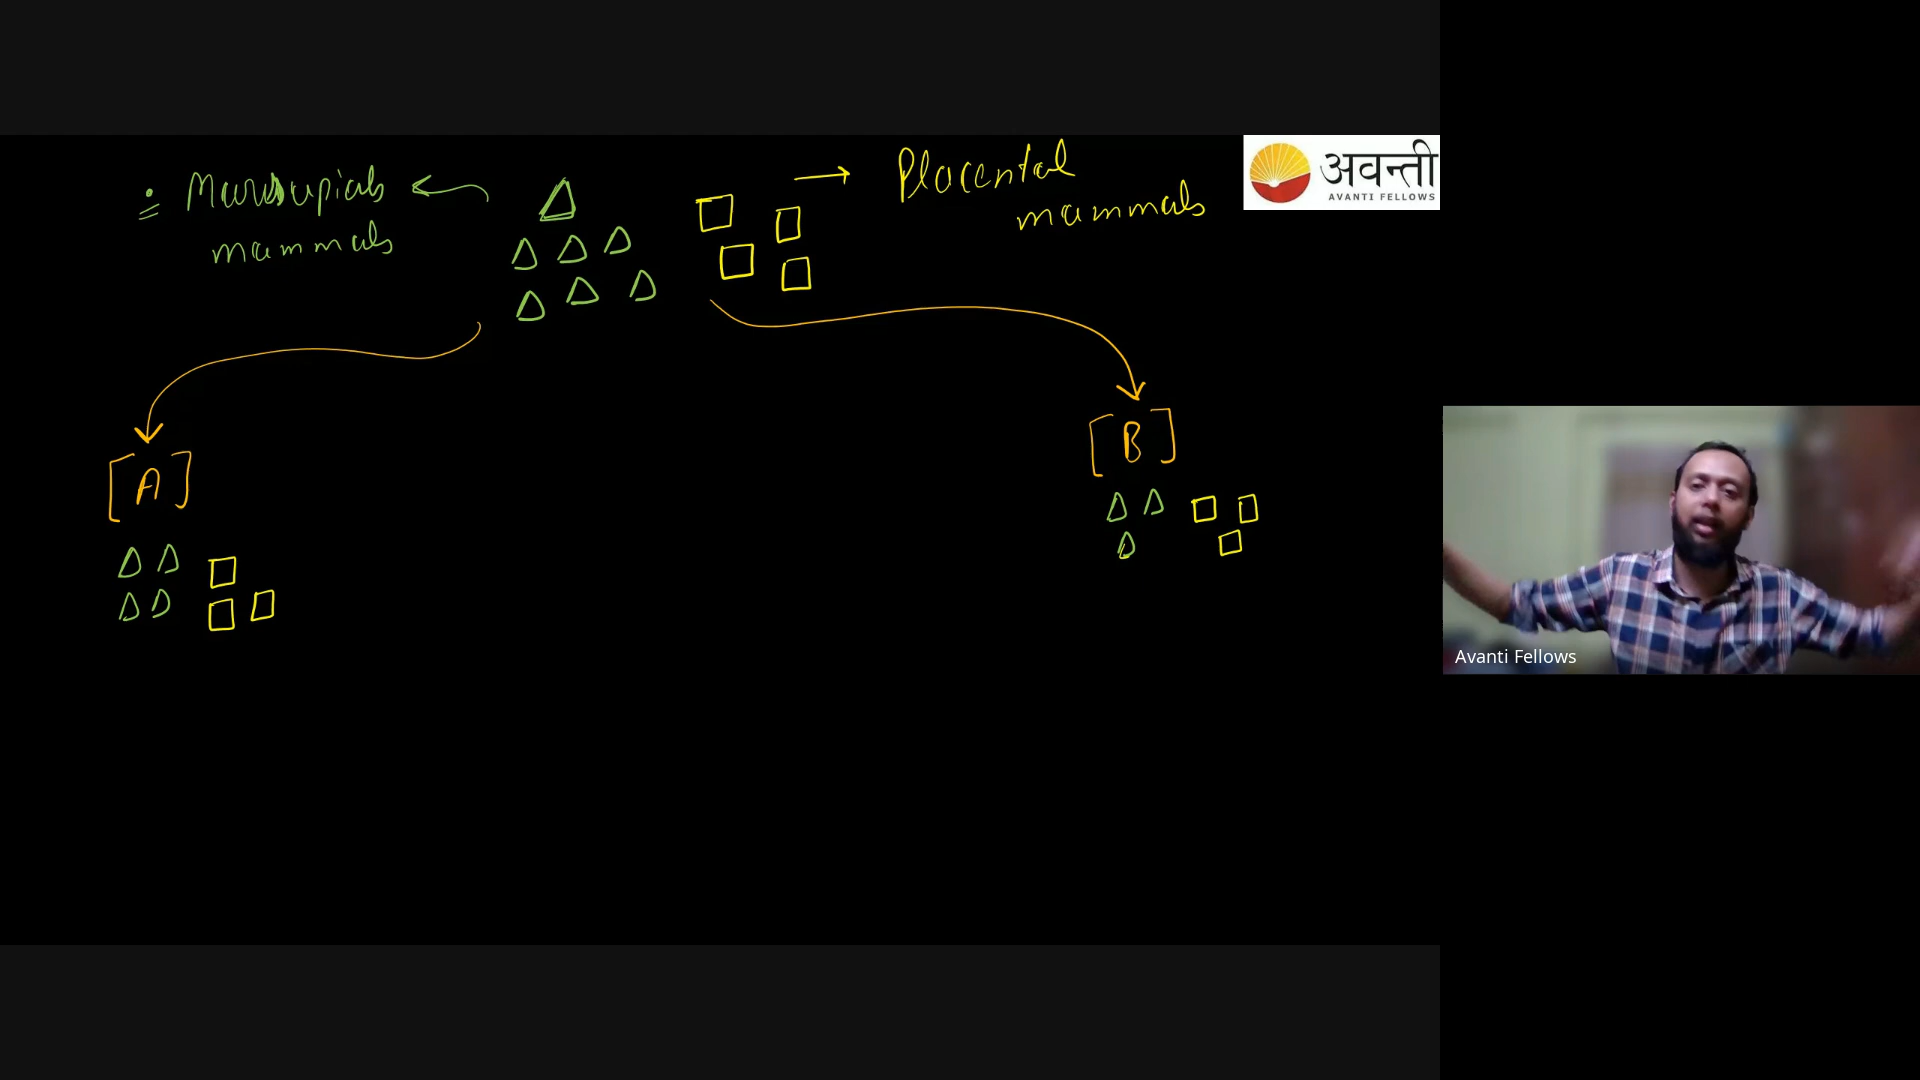 Marsupials
mammals
Placental
mammals
अवन्ती
AVANTI FELLOWS
[A]
[B]
Avanti Fellows